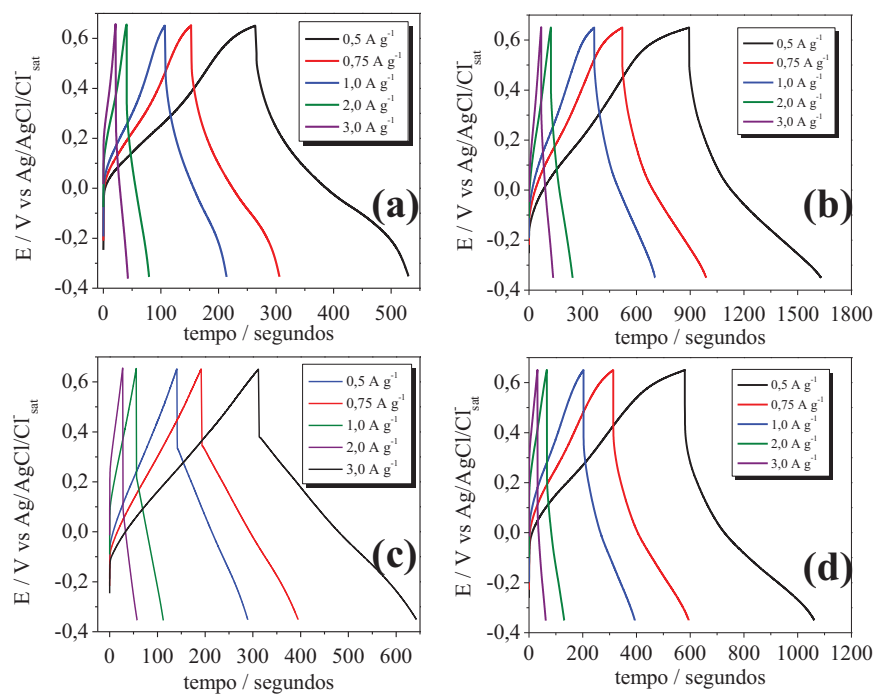 E / V vs Ag/AgCl/Cl⁻sat
0,6
0,4
0,2
0,0
-0,2
-0,4
0
100
200
300
400
500
tempo / segundos
0,5 A g⁻¹
0,75 A g⁻¹
1,0 A g⁻¹
2,0 A g⁻¹
3,0 A g⁻¹
(a)
E / V vs Ag/AgCl/Cl⁻sat
0,6
0,4
0,2
0,0
-0,2
-0,4
0
300
600
900
1200
1500
1800
tempo / segundos
0,5 A g⁻¹
0,75 A g⁻¹
1,0 A g⁻¹
2,0 A g⁻¹
3,0 A g⁻¹
(b)
E / V vs Ag/AgCl/Cl⁻sat
0,6
0,4
0,2
0,0
-0,2
-0,4
0
100
200
300
400
500
600
tempo / segundos
0,5 A g⁻¹
0,75 A g⁻¹
1,0 A g⁻¹
2,0 A g⁻¹
3,0 A g⁻¹
(c)
E / V vs Ag/AgCl/Cl⁻sat
0,6
0,4
0,2
0,0
-0,2
-0,4
0
200
400
600
800
1000
1200
tempo / segundos
0,5 A g⁻¹
0,75 A g⁻¹
1,0 A g⁻¹
2,0 A g⁻¹
3,0 A g⁻¹
(d)